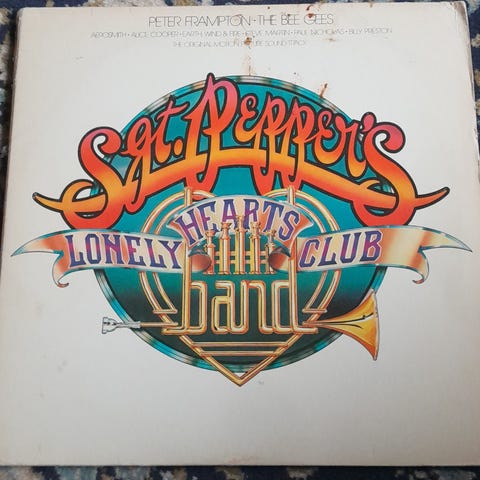 PETER FRAMPTON • THE BEE GEES
AEROSMITH • ALICE COOPER • EARTH, WIND & FIRE • STEVE MARTIN • PAUL NICHOLAS • BILLY PRESTON
THE ORIGINAL MOTION PICTURE SOUNDTRACK
Sgt. Pepper's
LONELY HEARTS CLUB
band